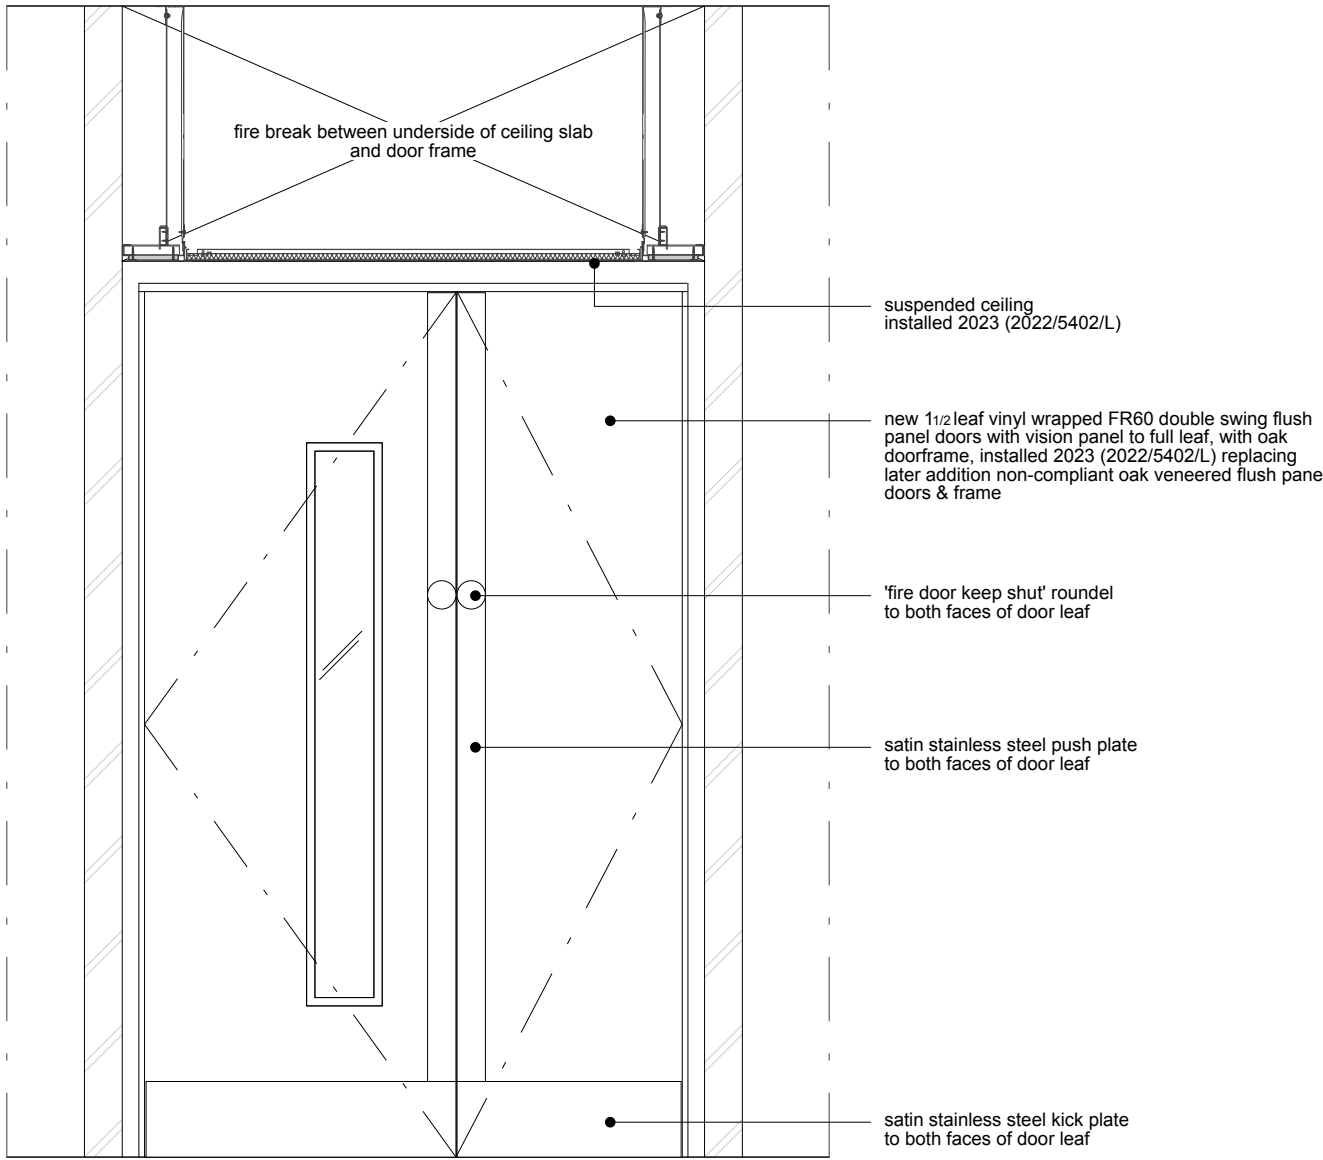 fire break between underside of ceiling slab
and door frame
suspended ceiling
installed 2023 (2022/5402/L)
new 11/2 leaf vinyl wrapped FR60 double swing flush
panel doors with vision panel to full leaf, with oak
doorframe, installed 2023 (2022/5402/L) replacing
later addition non-compliant oak veneered flush pane
doors & frame
'fire door keep shut' roundel
to both faces of door leaf
satin stainless steel push plate
to both faces of door leaf
satin stainless steel kick plate
to both faces of door leaf